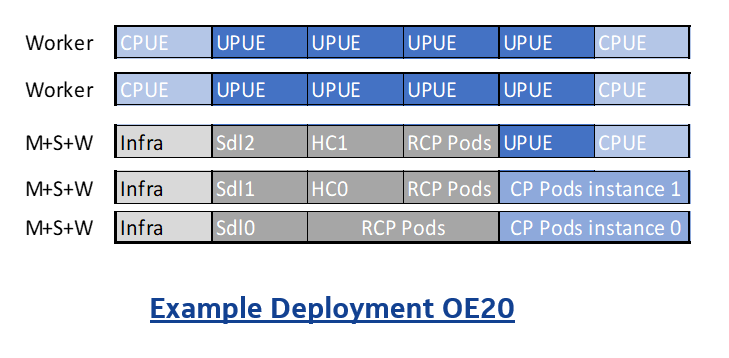 Worker CPUE UPUE UPUE UPUE UPUE CPUE
Worker CPUE UPUE UPUE UPUE UPUE CPUE
M+S+W Infra Sdl2 HC1 RCP Pods UPUE CPUE
M+S+W Infra Sdl1 HC0 RCP Pods CP Pods instance 1
M+S+W Infra Sdl0 RCP Pods CP Pods instance 0
Example Deployment OE20